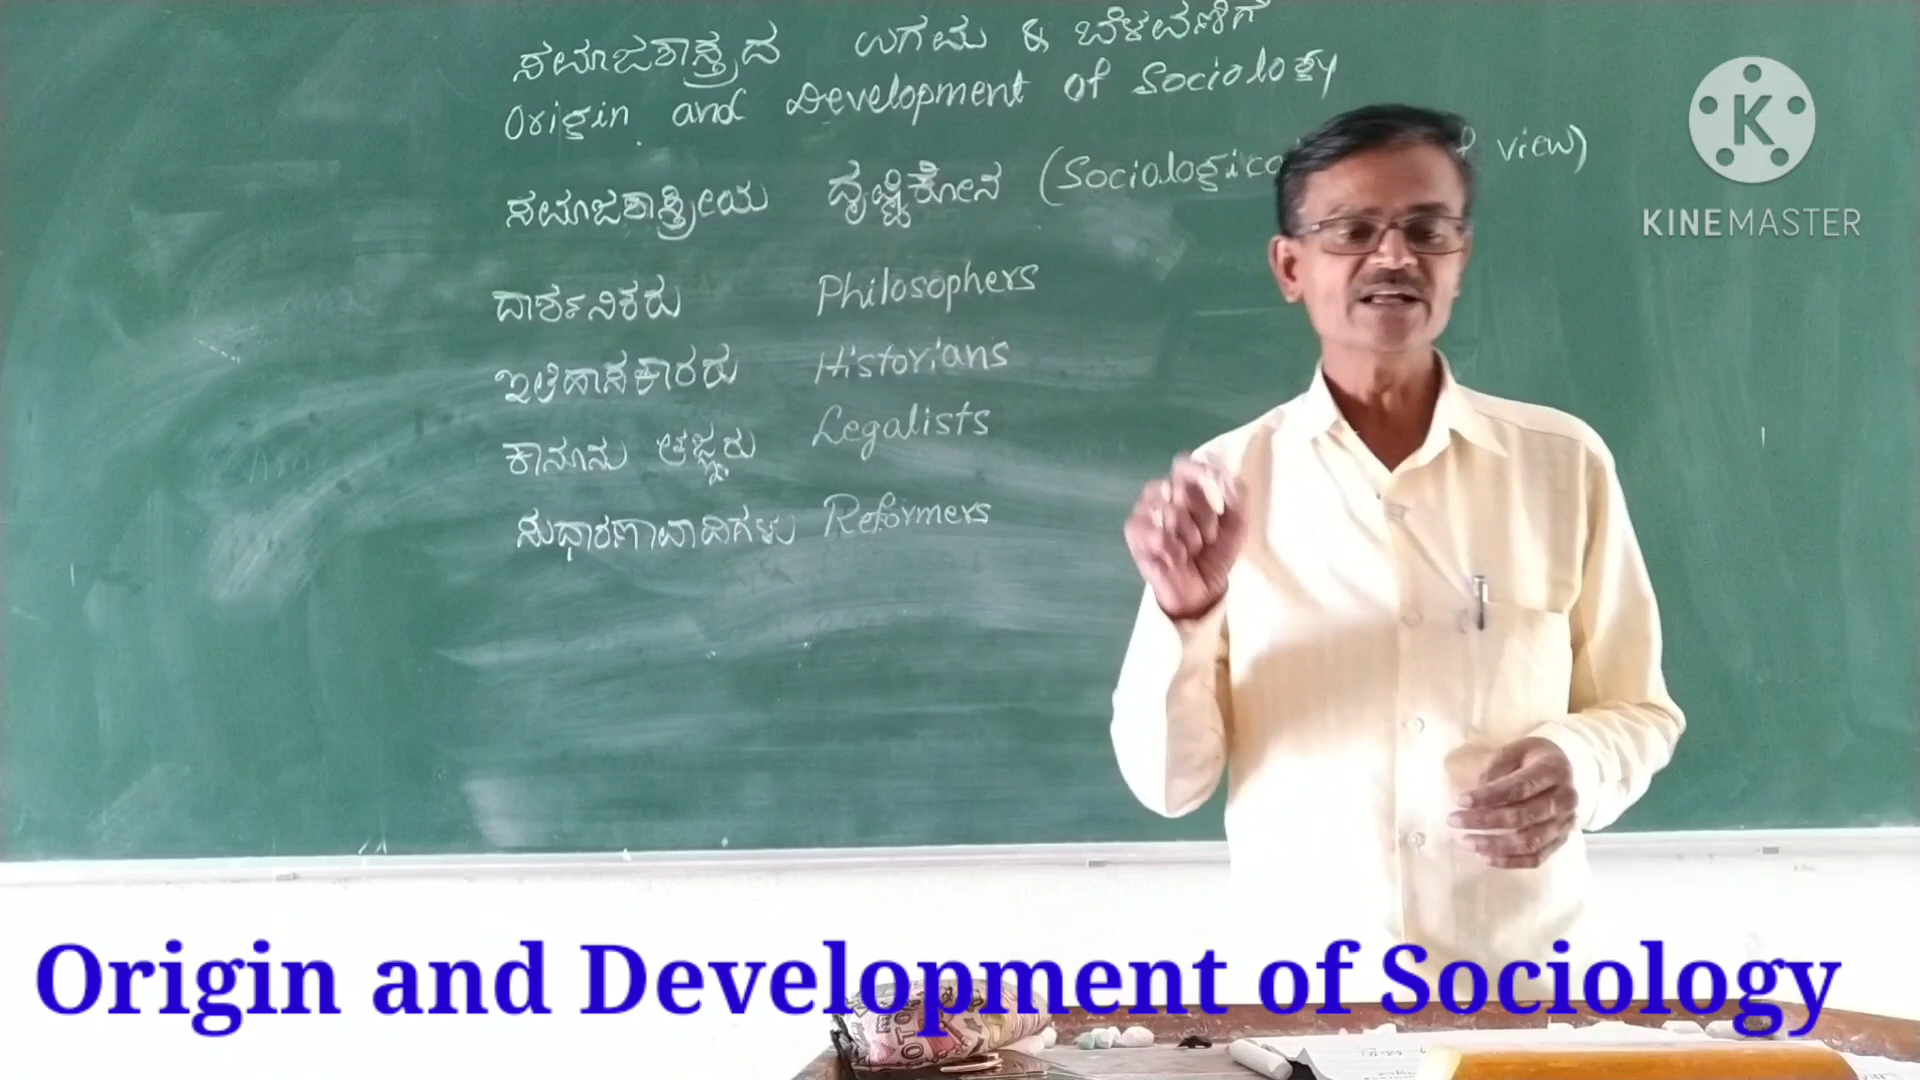 ಸಮಾಜಶಾಸ್ತ್ರದ ಉಗಮ & ಬೆಳವಣಿಗೆ
Origin and Development of Sociology
ಸಮಾಜಶಾಸ್ತ್ರೀಯ ದೃಷ್ಟಿಕೋನ (Sociologica view)
ದಾರ್ಶನಿಕರು Philosophers
ಇತಿಹಾಸಕಾರರು Historians
ಕಾನೂನು ತಜ್ಞರು Legalists
ಸುಧಾರಣಾವಾದಿಗಳು Reformers
K
KINEMASTER
Origin and Development of Sociology